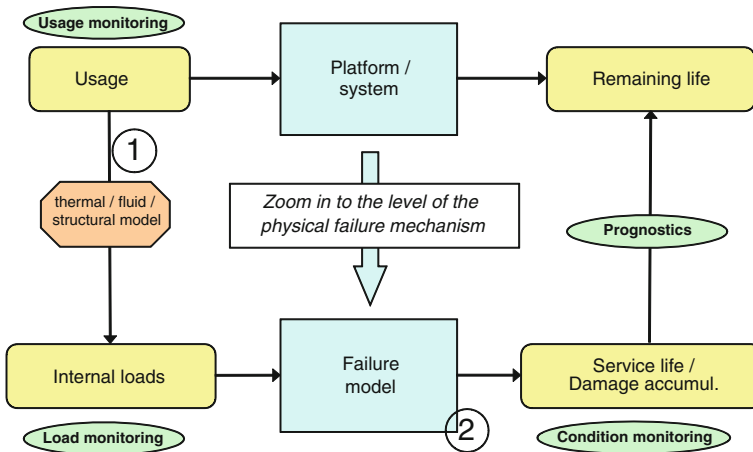 Usage monitoring
Usage
Platform /
system
Remaining life
1
thermal / fluid /
structural model
Zoom in to the level of the
physical failure mechanism
Prognostics
Internal loads
Failure
model
Service life /
Damage accumul.
2
Load monitoring
Condition monitoring